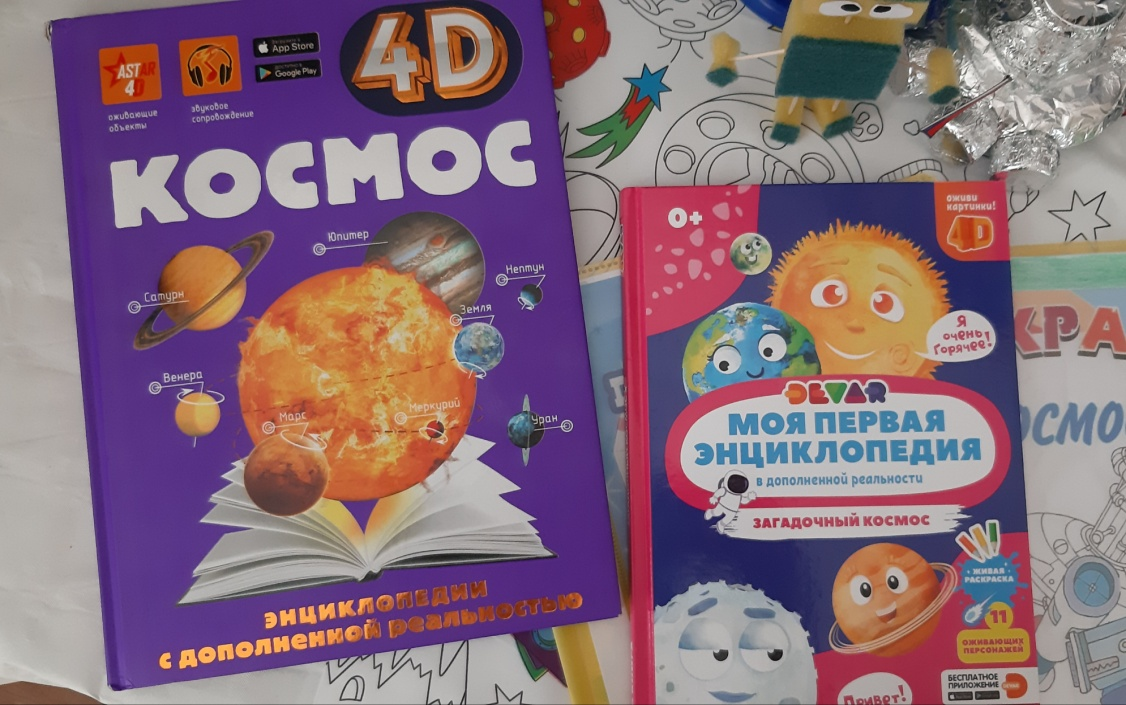 4D
ASTAR
4D
оживающие
объекты
звуковое
сопровождение
Загрузите в
App Store
Доступно в
Google Play
КОСМОС
Юпитер
Нептун
Сатурн
Земля
Венера
Марс
Меркурий
Уран
ЭНЦИКЛОПЕДИИ
С ДОПОЛНЕННОЙ РЕАЛЬНОСТЬЮ
0+
оживи
картинки!
4D
Я
очень
Горячее!
DEVAR
МОЯ ПЕРВАЯ
ЭНЦИКЛОПЕДИЯ
в дополненной реальности
ЗАГАДОЧНЫЙ КОСМОС
ЖИВАЯ
РАСКРАСКА
11
ОЖИВАЮЩИХ
ПЕРСОНАЖЕЙ
БЕСПЛАТНОЕ
ПРИЛОЖЕНИЕ
Привет!